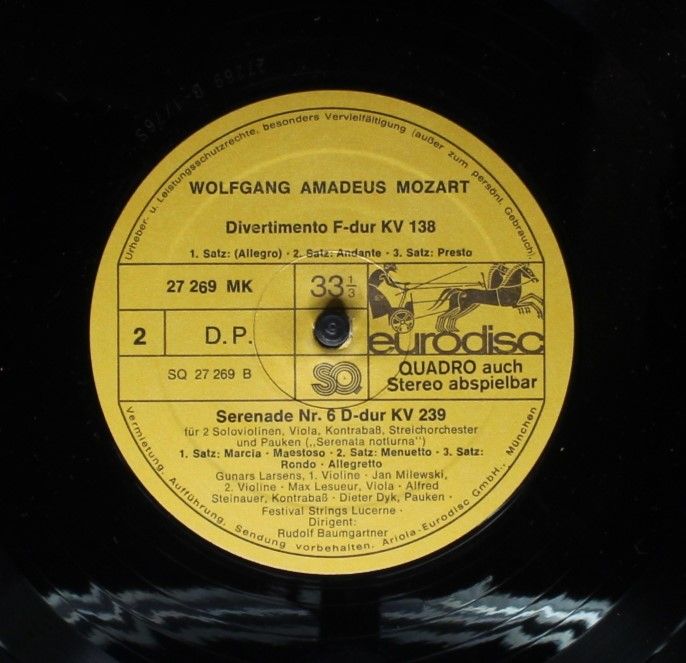 27269 B
Urheber- u. Leistungsschutzrechte, besonders Vervielfältigung (außer zum persönl. Gebrauch),
WOLFGANG AMADEUS MOZART
Divertimento F-dur KV 138
1. Satz: (Allegro) · 2. Satz: Andante · 3. Satz: Presto
27 269 MK
33 1/3
2
D.P.
eurodisc
SQ 27 269 B
SQ
QUADRO auch
Stereo abspielbar
Serenade Nr. 6 D-dur KV 239
für 2 Soloviolinen, Viola, Kontrabaß, Streichorchester
und Pauken („Serenata notturna”)
1. Satz: Marcia · Maestoso · 2. Satz: Menuetto · 3. Satz:
Rondo · Allegretto
Gunars Larsens, 1. Violine · Jan Milewski,
2. Violine · Max Lesueur, Viola · Alfred
Steinauer, Kontrabaß · Dieter Dyk, Pauken ·
Festival Strings Lucerne ·
Dirigent:
Rudolf Baumgartner
Vermietung, Aufführung, Sendung vorbehalten. Ariola-Eurodisc GmbH., München